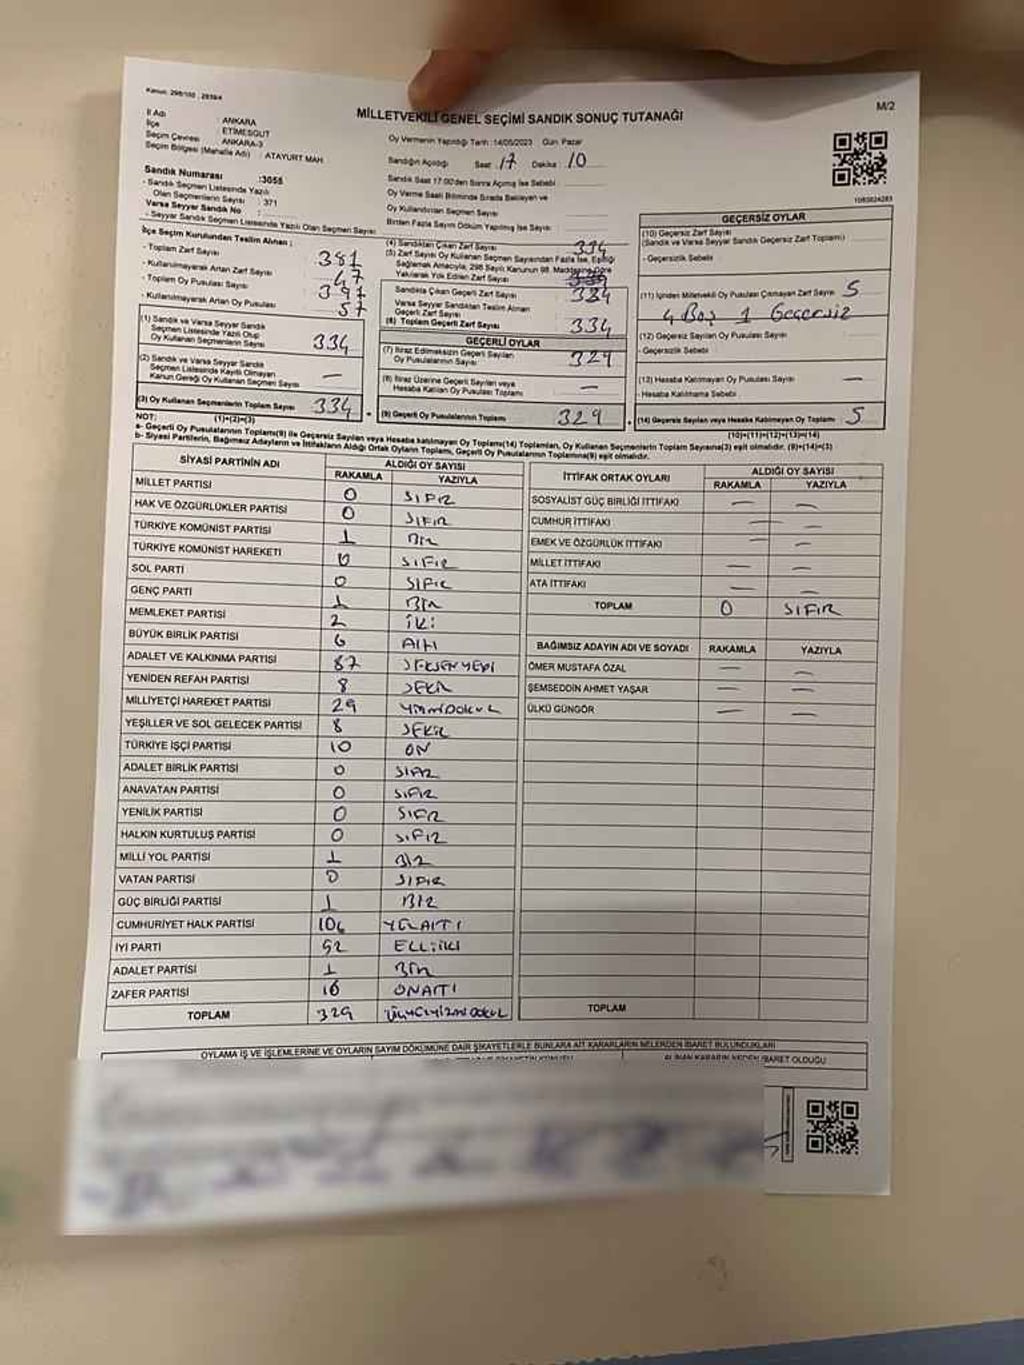 Kanun: 298/100 , 2839/4
M/2
MİLLETVEKİLİ GENEL SEÇİMİ SANDIK SONUÇ TUTANAĞI
İl Adı : ANKARA
İlçe : ETİMESGUT
Seçim Çevresi : ANKARA-3
Seçim Bölgesi (Mahalle Adı) : ATAYURT MAH
Sandık Numarası :3055
- Sandık Seçmen Listesinde Yazılı
Olan Seçmenlerin Sayısı : 371
Varsa Seyyar Sandık No :
- Seyyar Sandık Seçmen Listesinde Yazılı Olan Seçmen Sayısı:
Oy Vermenin Yapıldığı Tarih :14/05/2023 Gün Pazar
Sandığın Açıldığı Saat 17 Dakika 10
Sandık Saat 17:00'den Sonra Açılmış İse Sebebi
Oy Verme Saati Bitiminde Sırada Bekleyen ve
Oy Kullandırılan Seçmen Sayısı
Birden Fazla Sayım Döküm Yapılmış İse Sayısı
İlçe Seçim Kurulundan Teslim Alınan :
- Toplam Zarf Sayısı 381
- Kullanılmayarak Artan Zarf Sayısı 47
- Toplam Oy Pusulası Sayısı 391
- Kullanılmayarak Artan Oy Pusulası 57
(1) Sandık ve Varsa Seyyar Sandık
Seçmen Listesinde Yazılı Olup
Oy Kullanan Seçmenlerin Sayısı 334
(2) Sandık ve Varsa Seyyar Sandık
Seçmen Listesinde Kayıtlı Olmayan
Kanun Gereği Oy Kullanan Seçmen Sayısı —
(3) Oy Kullanan Seçmenlerin Toplam Sayısı 334
(1)+(2)=(3)
(4) Sandıktan Çıkan Zarf Sayısı 334
(5) Zarf Sayısı Oy Kullanan Seçmen Sayısından Fazla İse, Eşitliği
Sağlamak Amacıyla, 298 Sayılı Kanunun 98. Maddesine Göre
Yakılarak Yok Edilen Zarf Sayısı
Sandıkta Çıkan Geçerli Zarf Sayısı 334
Varsa Seyyar Sandıktan Teslim Alınan
Geçerli Zarf Sayısı
(6) Toplam Geçerli Zarf Sayısı 334
GEÇERLİ OYLAR
(7) İtiraz Edilmeksizin Geçerli Sayılan
Oy Pusulalarının Sayısı 329
(8) İtiraz Üzerine Geçerli Sayılan veya
Hesaba Katılan Oy Pusulası Toplamı —
(9) Geçerli Oy Pusulalarının Toplamı 329
1083624283
GEÇERSİZ OYLAR
(10) Geçersiz Zarf Sayısı
(Sandık ve Varsa Seyyar Sandık Geçersiz Zarf Toplamı)
- Geçersizlik Sebebi
(11) İçinden Milletvekili Oy Pusulası Çıkmayan Zarf Sayısı 5
4 Boş 1 Geçersiz
(12) Geçersiz Sayılan Oy Pusulası Sayısı
- Geçersizlik Sebebi
(13) Hesaba Katılmayan Oy Pusulası Sayısı —
- Hesaba Katılmama Sebebi
(14) Geçersiz Sayılan veya Hesaba Katılmayan Oy Toplamı 5
(10)+(11)+(12)+(13)=(14)
NOT:
a- Geçerli Oy Pusulalarının Toplamı(9) ile Geçersiz Sayılan veya Hesaba katılmayan Oy Toplamı(14) Toplamları, Oy Kullanan Seçmenlerin Toplam Sayısına(3) eşit olmalıdır. (9)+(14)=(3)
b- Siyasi Partilerin, Bağımsız Adayların ve İttifakların Aldığı Ortak Oyların Toplamı, Geçerli Oy Pusulalarının Toplamına(9) eşit olmalıdır.
SİYASİ PARTİNİN ADI ALDIĞI OY SAYISI
RAKAMLA YAZIYLA
MİLLET PARTİSİ 0 SIFIR
HAK VE ÖZGÜRLÜKLER PARTİSİ 0 SIFIR
TÜRKİYE KOMÜNİST PARTİSİ 1 BİR
TÜRKİYE KOMÜNİST HAREKETİ 0 SIFIR
SOL PARTİ 0 SIFIR
GENÇ PARTİ 1 BİR
MEMLEKET PARTİSİ 2 İKİ
BÜYÜK BİRLİK PARTİSİ 6 ALTI
ADALET VE KALKINMA PARTİSİ 87 SEKSENYEDİ
YENİDEN REFAH PARTİSİ 8 SEKİZ
MİLLİYETÇİ HAREKET PARTİSİ 29 YİRMİDOKUZ
YEŞİLLER VE SOL GELECEK PARTİSİ 8 SEKİZ
TÜRKİYE İŞÇİ PARTİSİ 10 ON
ADALET BİRLİK PARTİSİ 0 SIFIR
ANAVATAN PARTİSİ 0 SIFIR
YENİLİK PARTİSİ 0 SIFIR
HALKIN KURTULUŞ PARTİSİ 0 SIFIR
MİLLİ YOL PARTİSİ 1 BİR
VATAN PARTİSİ 0 SIFIR
GÜÇ BİRLİĞİ PARTİSİ 1 BİR
CUMHURİYET HALK PARTİSİ 106 YÜZALTI
İYİ PARTİ 52 ELLİİKİ
ADALET PARTİSİ 1 BİR
ZAFER PARTİSİ 16 ONALTI
TOPLAM 329 ÜÇYÜZYİRMİDOKUZ
İTTİFAK ORTAK OYLARI ALDIĞI OY SAYISI
RAKAMLA YAZIYLA
SOSYALİST GÜÇ BİRLİĞİ İTTİFAKI — —
CUMHUR İTTİFAKI — —
EMEK VE ÖZGÜRLÜK İTTİFAKI — —
MİLLET İTTİFAKI — —
ATA İTTİFAKI — —
TOPLAM 0 SIFIR
BAĞIMSIZ ADAYIN ADI VE SOYADI RAKAMLA YAZIYLA
ÖMER MUSTAFA ÖZAL — —
ŞEMSEDDİN AHMET YAŞAR — —
ÜLKÜ GÜNGÖR — —
TOPLAM
OYLAMA İŞ VE İŞLEMLERİNE VE OYLARIN SAYIM DÖKÜMÜNE DAİR ŞİKAYETLERLE BUNLARA AİT KARARLARIN NELERDEN İBARET BULUNDUKLARI
ALINAN KARARIN NEDEN İBARET OLDUĞU